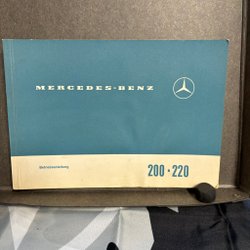 MERCEDES-BENZ
Betriebsanleitung
200 · 220